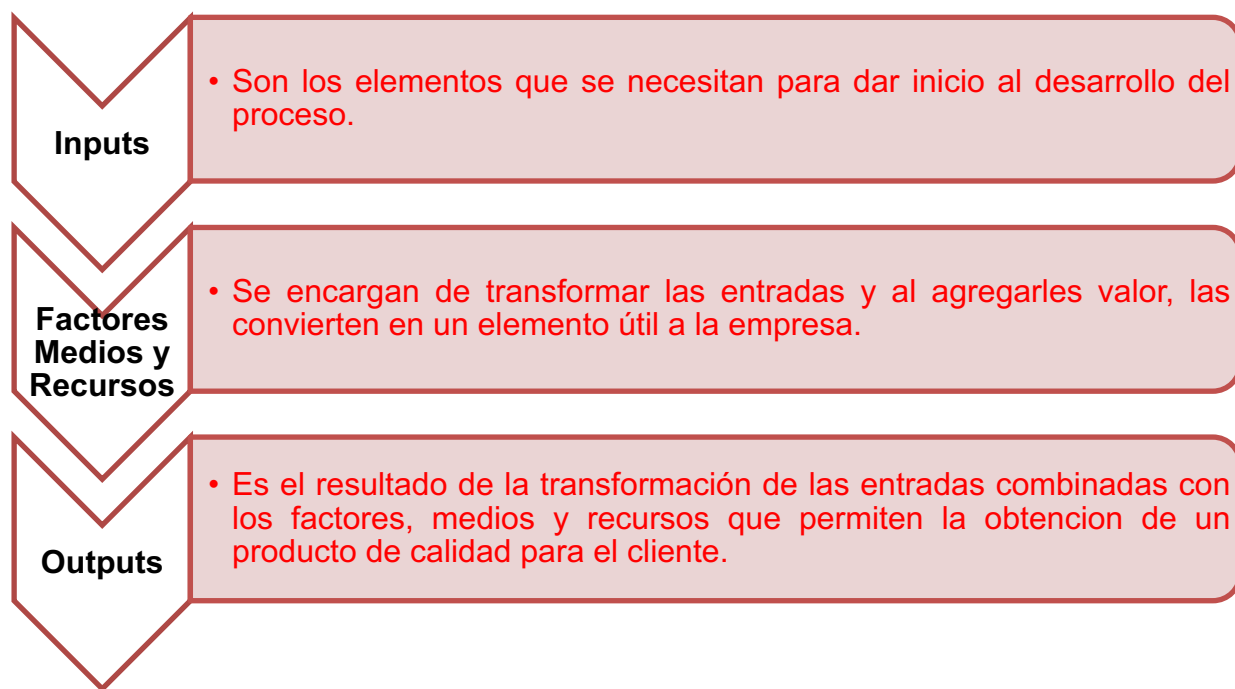 Inputs
• Son los elementos que se necesitan para dar inicio al desarrollo del
proceso.
Factores
Medios y
Recursos
• Se encargan de transformar las entradas y al agregarles valor, las
convierten en un elemento útil a la empresa.
Outputs
• Es el resultado de la transformación de las entradas combinadas con
los factores, medios y recursos que permiten la obtencion de un
producto de calidad para el cliente.